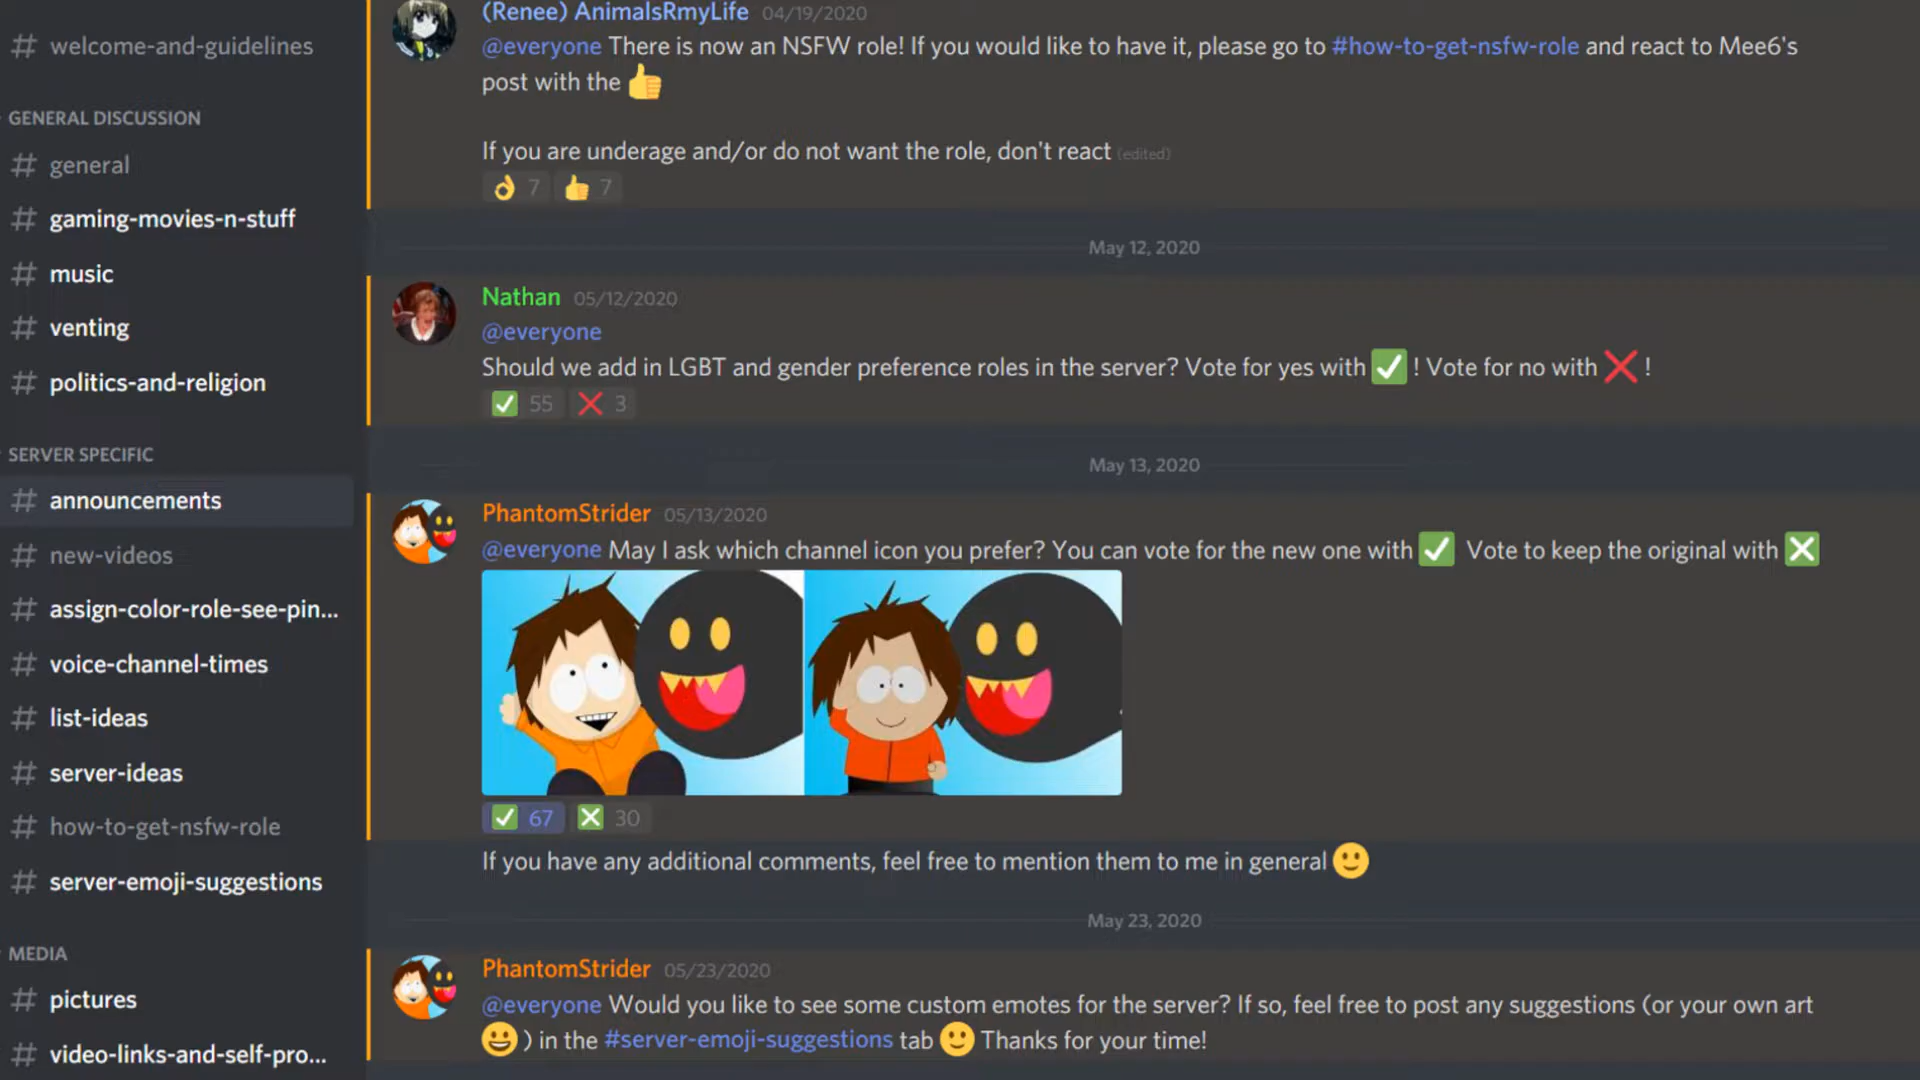 # welcome-and-guidelines
GENERAL DISCUSSION
# general
# gaming-movies-n-stuff
# music
# venting
# politics-and-religion
SERVER SPECIFIC
# announcements
# new-videos
# assign-color-role-see-pin...
# voice-channel-times
# list-ideas
# server-ideas
# how-to-get-nsfw-role
# server-emoji-suggestions
MEDIA
# pictures
# video-links-and-self-pro...
(Renee) AnimalsRmyLife 04/19/2020
@everyone There is now an NSFW role! If you would like to have it, please go to #how-to-get-nsfw-role and react to Mee6's
post with the 👍
If you are underage and/or do not want the role, don't react (edited)
👌 7 👍 7
May 12, 2020
Nathan 05/12/2020
@everyone
Should we add in LGBT and gender preference roles in the server? Vote for yes with ✅ ! Vote for no with ❌ !
✅ 55 ❌ 3
May 13, 2020
PhantomStrider 05/13/2020
@everyone May I ask which channel icon you prefer? You can vote for the new one with ✅ Vote to keep the original with ❎
✅ 67 ❎ 30
If you have any additional comments, feel free to mention them to me in general 🙂
May 23, 2020
PhantomStrider 05/23/2020
@everyone Would you like to see some custom emotes for the server? If so, feel free to post any suggestions (or your own art
😀 ) in the #server-emoji-suggestions tab 🙂 Thanks for your time!